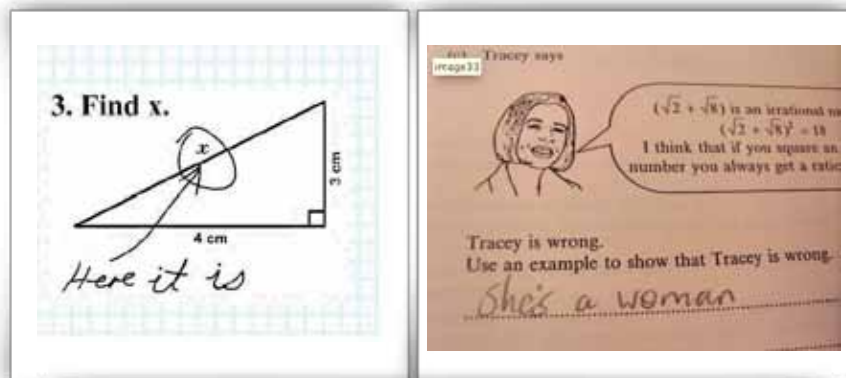 3. Find x.
x
3 cm
4 cm
Here it is
(c) Tracey says
image33
(√2 + √8) is an irrational
(√2 + √8)² = 18
I think that if you square an
number you always get a
Tracey is wrong.
Use an example to show that Tracey is wrong.
She's a woman